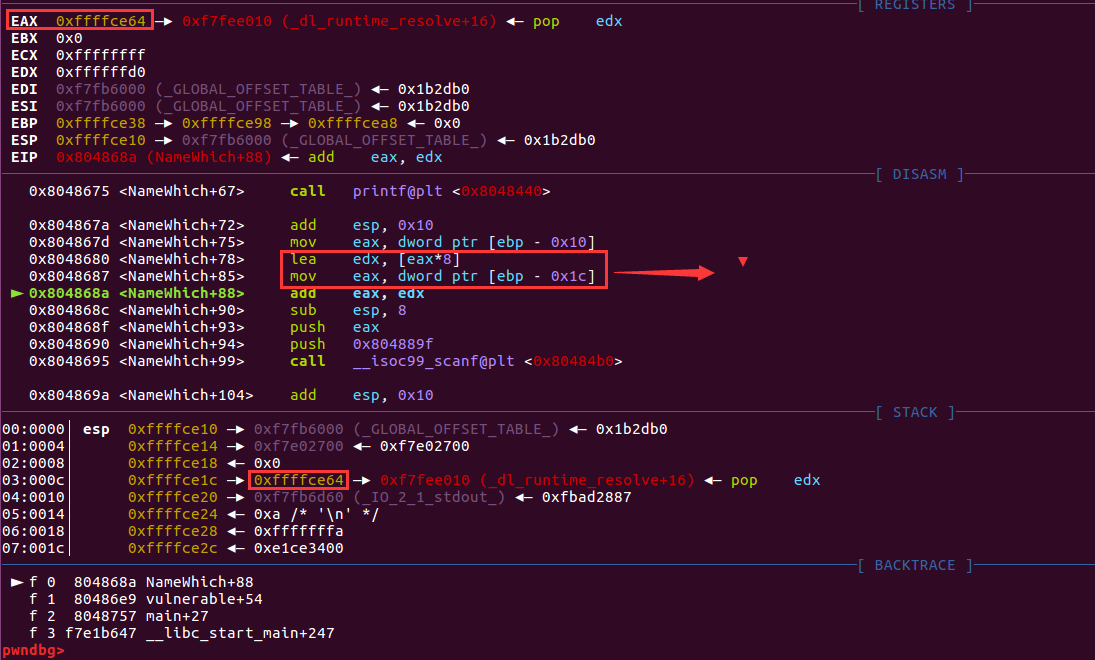 [ REGISTERS ]
EAX 0xffffce64 —▸ 0xf7fee010 (_dl_runtime_resolve+16) ◂— pop edx
EBX 0x0
ECX 0xffffffff
EDX 0xffffffd0
EDI 0xf7fb6000 (_GLOBAL_OFFSET_TABLE_) ◂— 0x1b2db0
ESI 0xf7fb6000 (_GLOBAL_OFFSET_TABLE_) ◂— 0x1b2db0
EBP 0xffffce38 —▸ 0xffffce98 —▸ 0xffffcea8 ◂— 0x0
ESP 0xffffce10 —▸ 0xf7fb6000 (_GLOBAL_OFFSET_TABLE_) ◂— 0x1b2db0
EIP 0x804868a (NameWhich+88) ◂— add eax, edx
[ DISASM ]
0x8048675 <NameWhich+67> call printf@plt <0x8048440>
0x804867a <NameWhich+72> add esp, 0x10
0x804867d <NameWhich+75> mov eax, dword ptr [ebp - 0x10]
0x8048680 <NameWhich+78> lea edx, [eax*8]
0x8048687 <NameWhich+85> mov eax, dword ptr [ebp - 0x1c]
► 0x804868a <NameWhich+88> add eax, edx
0x804868c <NameWhich+90> sub esp, 8
0x804868f <NameWhich+93> push eax
0x8048690 <NameWhich+94> push 0x804889f
0x8048695 <NameWhich+99> call __isoc99_scanf@plt <0x80484b0>
0x804869a <NameWhich+104> add esp, 0x10
[ STACK ]
00:0000│ esp 0xffffce10 —▸ 0xf7fb6000 (_GLOBAL_OFFSET_TABLE_) ◂— 0x1b2db0
01:0004│ 0xffffce14 —▸ 0xf7e02700 ◂— 0xf7e02700
02:0008│ 0xffffce18 ◂— 0x0
03:000c│ 0xffffce1c —▸ 0xffffce64 —▸ 0xf7fee010 (_dl_runtime_resolve+16) ◂— pop edx
04:0010│ 0xffffce20 —▸ 0xf7fb6d60 (_IO_2_1_stdout_) ◂— 0xfbad2887
05:0014│ 0xffffce24 ◂— 0xa /* '\n' */
06:0018│ 0xffffce28 ◂— 0xfffffffa
07:001c│ 0xffffce2c ◂— 0xe1ce3400
[ BACKTRACE ]
► f 0 804868a NameWhich+88
f 1 80486e9 vulnerable+54
f 2 8048757 main+27
f 3 f7e1b647 __libc_start_main+247
pwndbg>